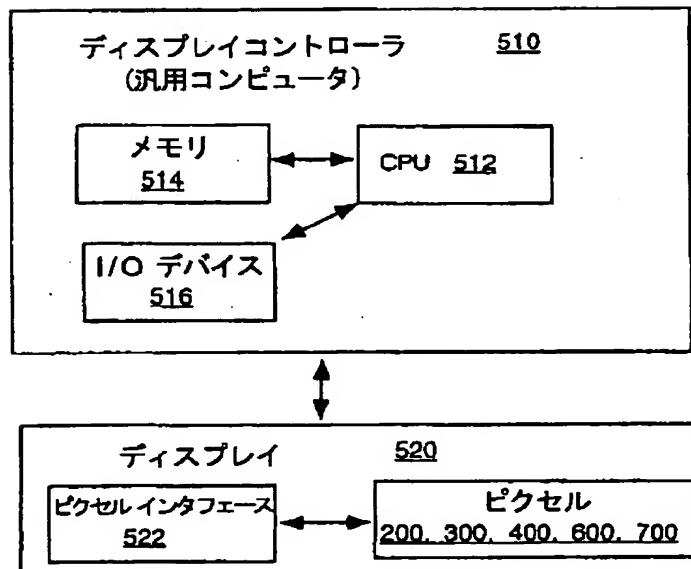 ディスプレイコントローラ 510
(汎用コンピュータ)
メモリ
514
CPU 512
I/O デバイス
516
ディスプレイ 520
ピクセル インタフェース
522
ピクセル
200, 300, 400, 600, 700